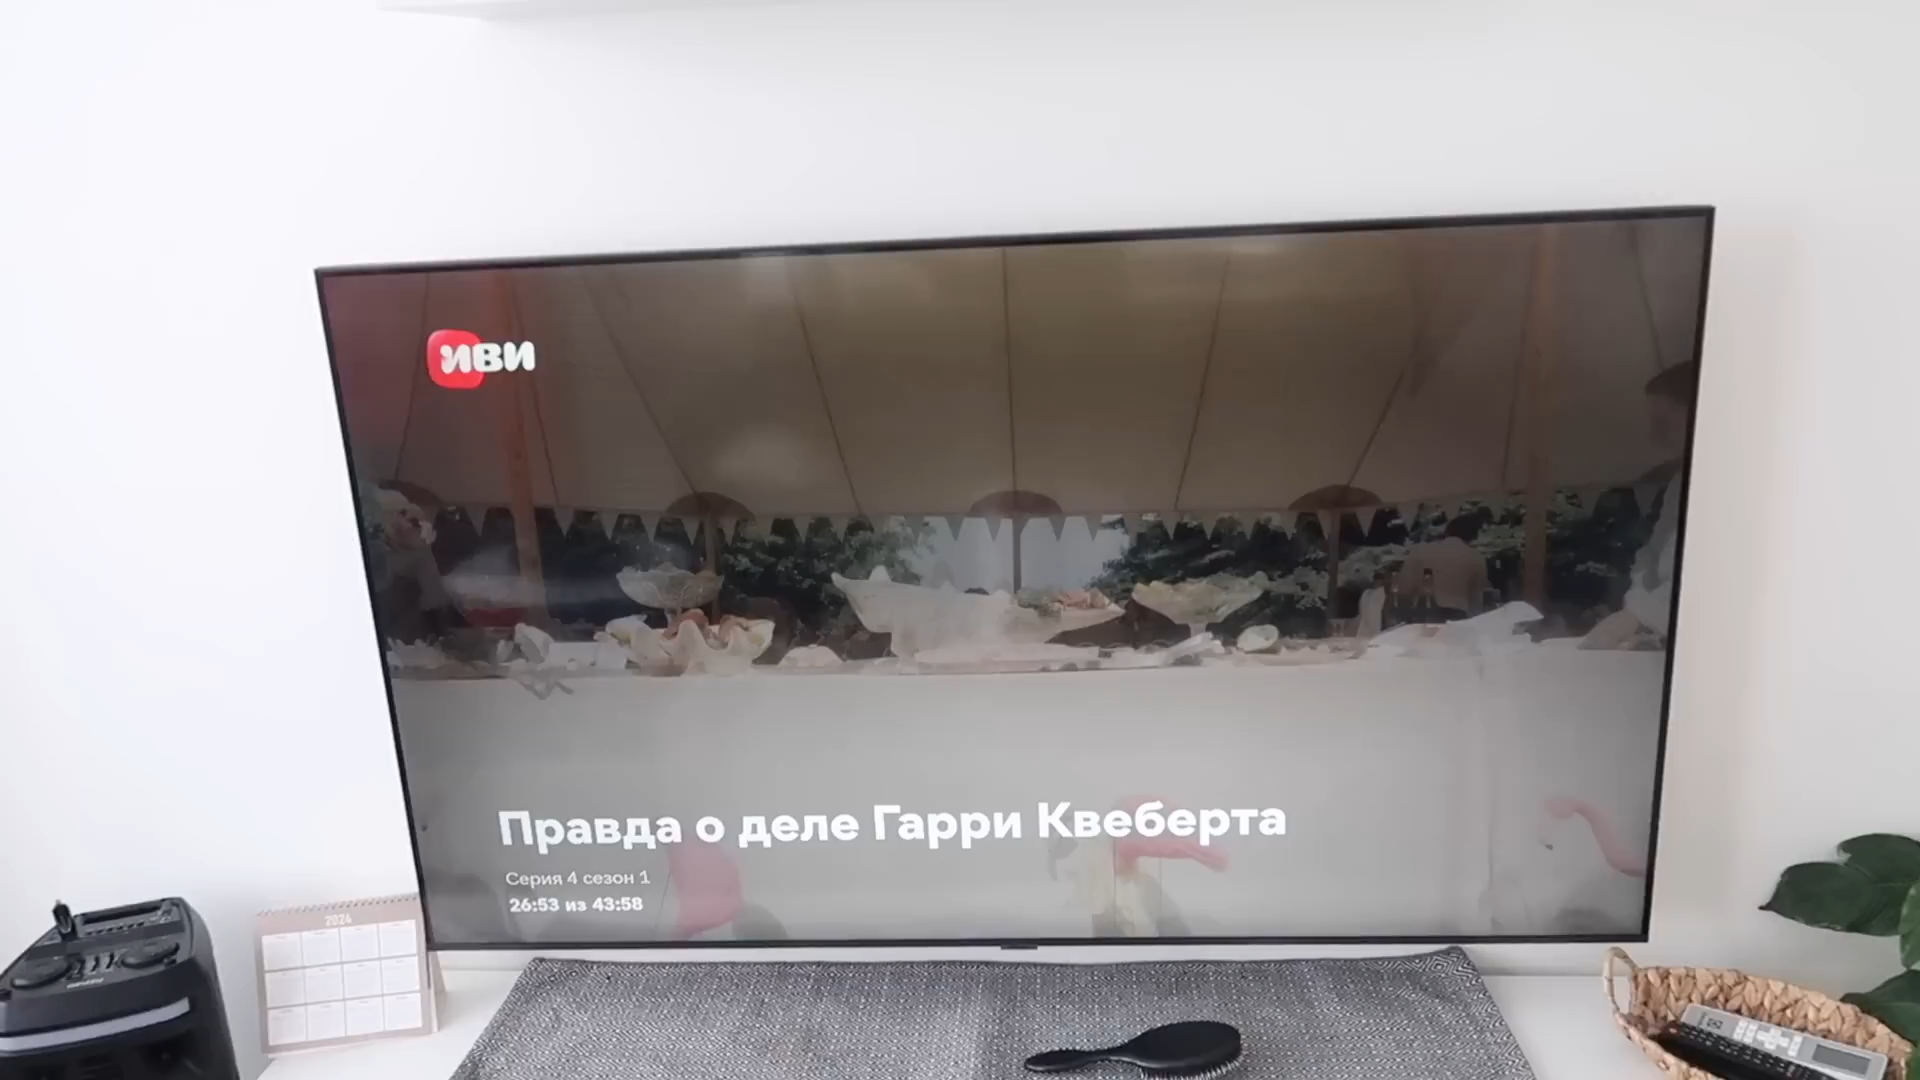 иви
Правда о деле Гарри Квеберта
Серия 4 сезон 1
26:53 из 43:58
2024